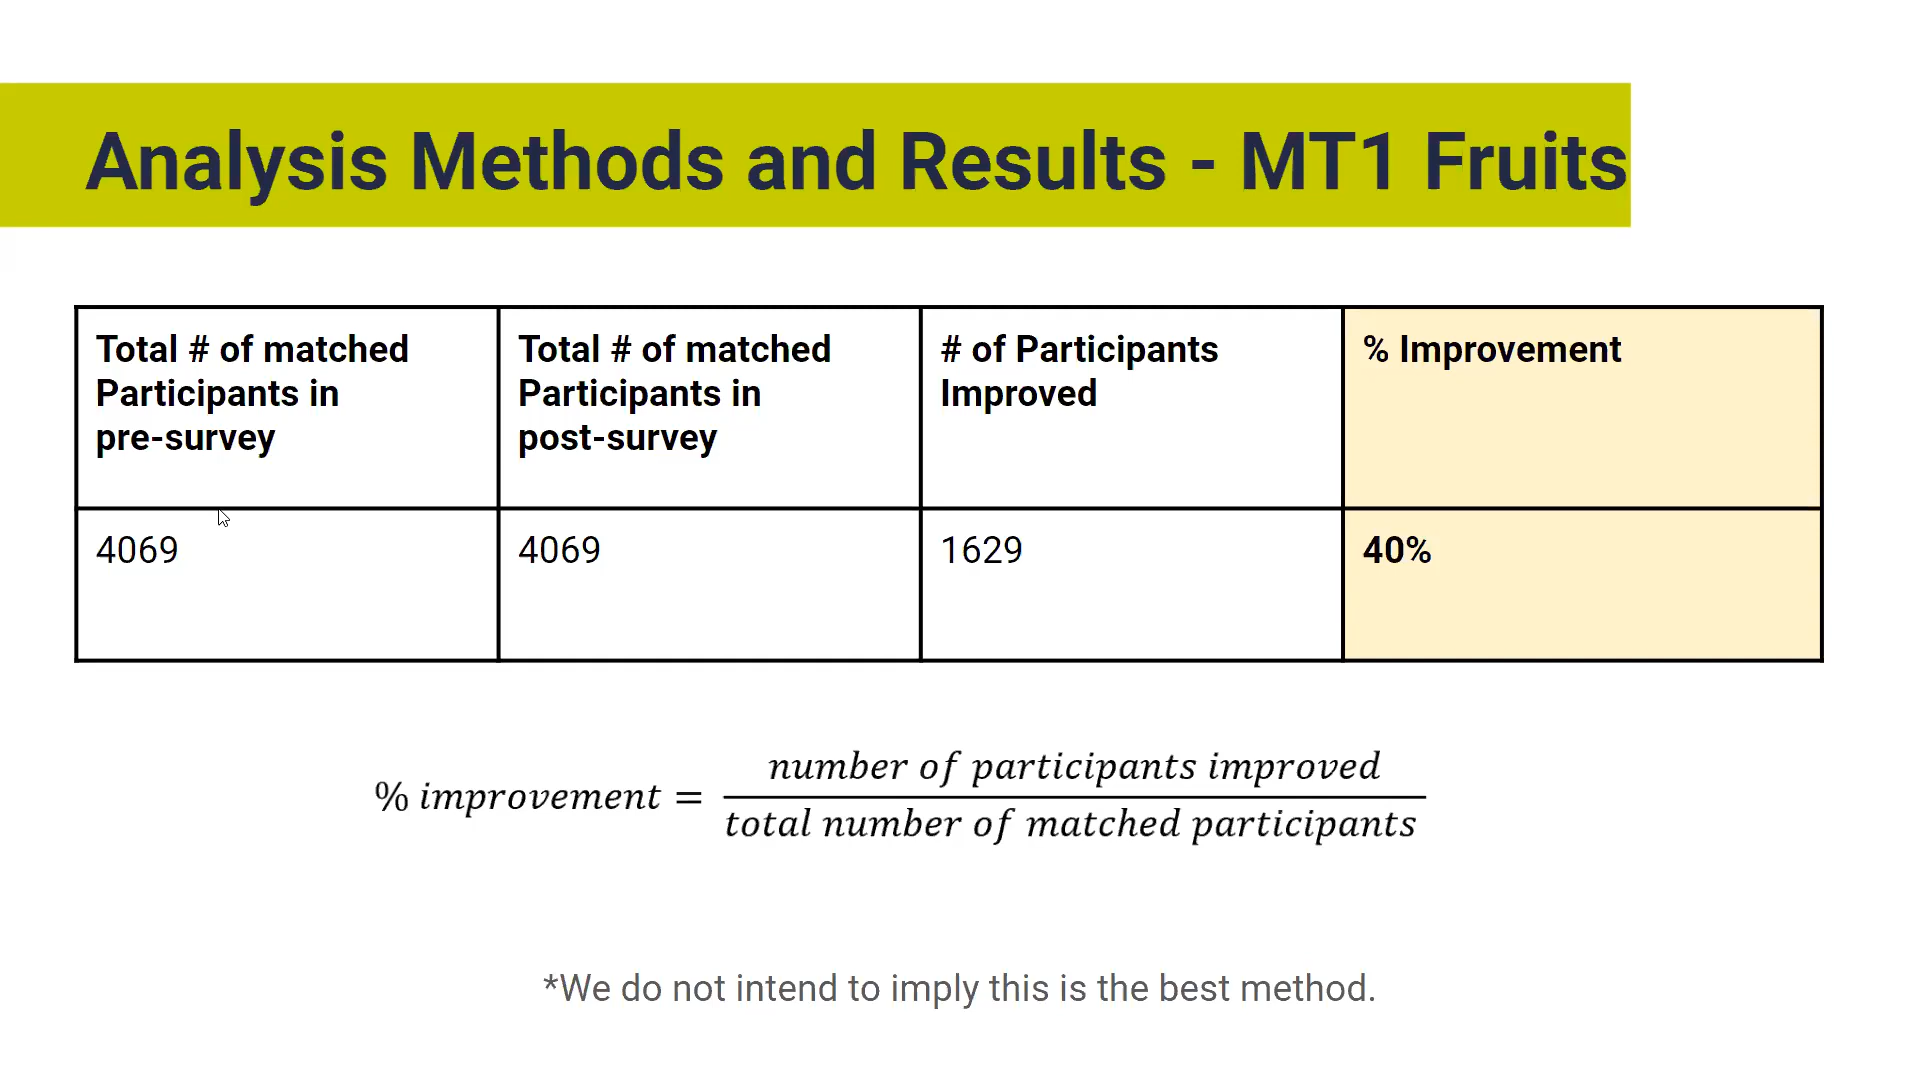 Analysis Methods and Results - MT1 Fruits
Total # of matched
Participants in
pre-survey
Total # of matched
Participants in
post-survey
# of Participants
Improved
% Improvement
4069
4069
1629
40%
% improvement = number of participants improved
total number of matched participants
*We do not intend to imply this is the best method.